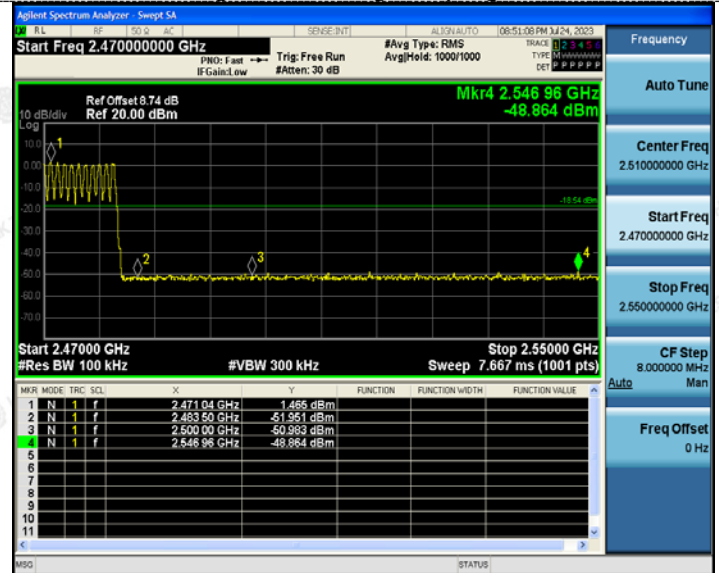 Agilent Spectrum Analyzer - Swept SA
RL RF 50 Ω AC SENSE:INT ALIGNAUTO 08:51:08 PM Jul 24, 2023
Start Freq 2.470000000 GHz
PNO: Fast
IFGain:Low
Trig: Free Run
#Atten: 30 dB
#Avg Type: RMS
Avg|Hold: 1000/1000
TRACE 1 2 3 4 5 6
TYPE M W W W W W
DET P P P P P P
Mkr4 2.546 96 GHz
-48.864 dBm
Ref Offset 8.74 dB
10 dB/div Ref 20.00 dBm
Log
10.0
0.00
-10.0
-20.0
-30.0
-40.0
-50.0
-60.0
-70.0
1
2
3
4
-18.54 dBm
Start 2.47000 GHz Stop 2.55000 GHz
#Res BW 100 kHz #VBW 300 kHz Sweep 7.667 ms (1001 pts)
MKR MODE TRC SCL X Y FUNCTION FUNCTION WIDTH FUNCTION VALUE
1 N 1 f 2.471 04 GHz 1.465 dBm
2 N 1 f 2.483 50 GHz -51.951 dBm
3 N 1 f 2.500 00 GHz -50.983 dBm
4 N 1 f 2.546 96 GHz -48.864 dBm
5
6
7
8
9
10
11
MSG STATUS
Frequency
Auto Tune
Center Freq
2.510000000 GHz
Start Freq
2.470000000 GHz
Stop Freq
2.550000000 GHz
CF Step
8.000000 MHz
Auto Man
Freq Offset
0 Hz